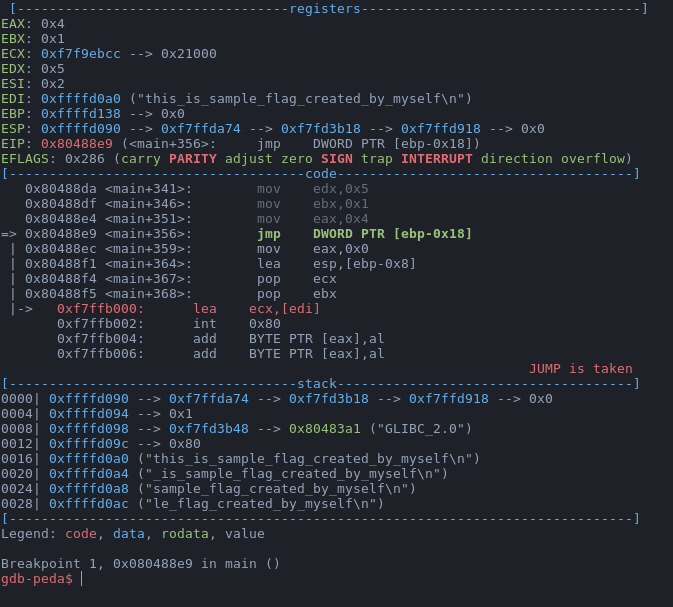 [----------------------------------registers-----------------------------------]
EAX: 0x4
EBX: 0x1
ECX: 0xf7f9ebcc --> 0x21000
EDX: 0x5
ESI: 0x2
EDI: 0xffffd0a0 ("this_is_sample_flag_created_by_myself\n")
EBP: 0xffffd138 --> 0x0
ESP: 0xffffd090 --> 0xf7ffda74 --> 0xf7fd3b18 --> 0xf7ffd918 --> 0x0
EIP: 0x80488e9 (<main+356>:     jmp    DWORD PTR [ebp-0x18])
EFLAGS: 0x286 (carry PARITY adjust zero SIGN trap INTERRUPT direction overflow)
[-------------------------------------code-------------------------------------]
   0x80488da <main+341>:        mov    edx,0x5
   0x80488df <main+346>:        mov    ebx,0x1
   0x80488e4 <main+351>:        mov    eax,0x4
=> 0x80488e9 <main+356>:        jmp    DWORD PTR [ebp-0x18]
 | 0x80488ec <main+359>:        mov    eax,0x0
 | 0x80488f1 <main+364>:        lea    esp,[ebp-0x8]
 | 0x80488f4 <main+367>:        pop    ecx
 | 0x80488f5 <main+368>:        pop    ebx
 |->   0xf7ffb000:      lea    ecx,[edi]
       0xf7ffb002:      int    0x80
       0xf7ffb004:      add    BYTE PTR [eax],al
       0xf7ffb006:      add    BYTE PTR [eax],al
                                                                  JUMP is taken
[------------------------------------stack-------------------------------------]
0000| 0xffffd090 --> 0xf7ffda74 --> 0xf7fd3b18 --> 0xf7ffd918 --> 0x0
0004| 0xffffd094 --> 0x1
0008| 0xffffd098 --> 0xf7fd3b48 --> 0x80483a1 ("GLIBC_2.0")
0012| 0xffffd09c --> 0x80
0016| 0xffffd0a0 ("this_is_sample_flag_created_by_myself\n")
0020| 0xffffd0a4 ("_is_sample_flag_created_by_myself\n")
0024| 0xffffd0a8 ("sample_flag_created_by_myself\n")
0028| 0xffffd0ac ("le_flag_created_by_myself\n")
[------------------------------------------------------------------------------]
Legend: code, data, rodata, value
Breakpoint 1, 0x080488e9 in main ()
gdb-peda$